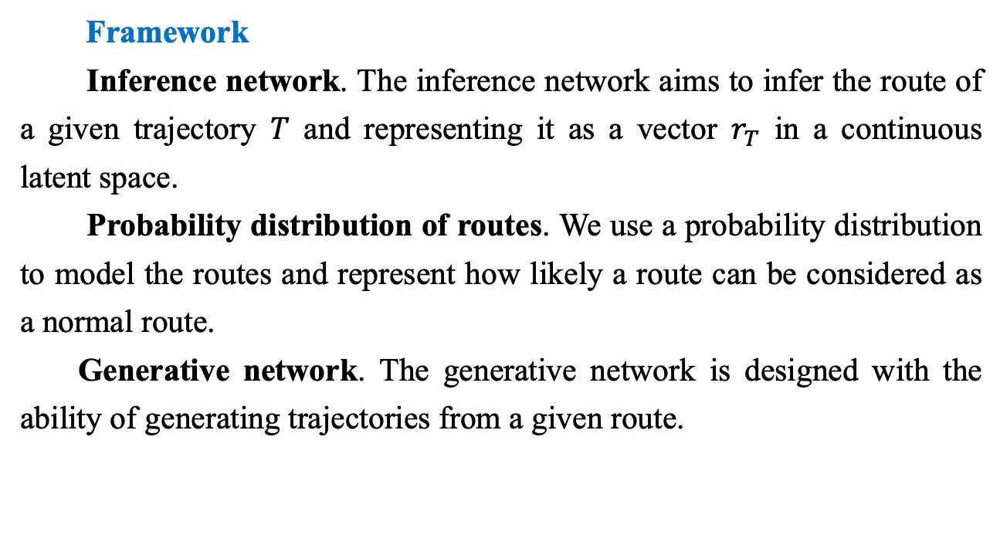 Framework
Inference network. The inference network aims to infer the route of
a given trajectory T and representing it as a vector r_T in a continuous
latent space.
Probability distribution of routes. We use a probability distribution
to model the routes and represent how likely a route can be considered as
a normal route.
Generative network. The generative network is designed with the
ability of generating trajectories from a given route.